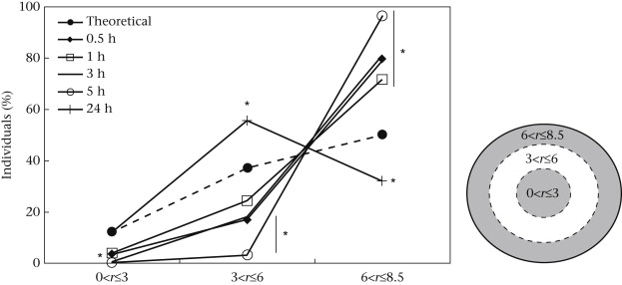 100
80
60
40
20
0
Individuals (%)
Theoretical
0.5 h
1 h
3 h
5 h
24 h
*
*
*
*
*
0<r≤3
3<r≤6
6<r≤8.5
6<r≤8.5
3<r≤6
0<r≤3